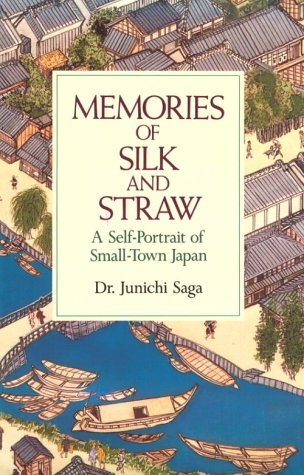 MEMORIES
OF
SILK
AND
STRAW
A Self-Portrait of
Small-Town Japan
Dr. Junichi Saga